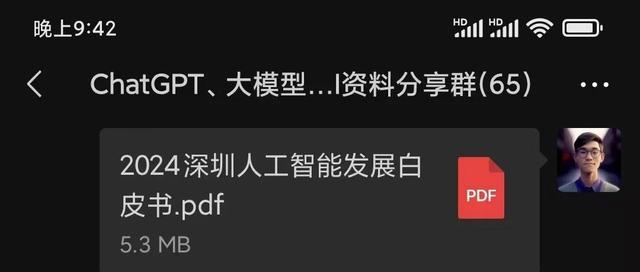 晚上9:42
HD HD
ChatGPT、大模型...I资料分享群(65)
2024深圳人工智能发展白
皮书.pdf
PDF
5.3 MB